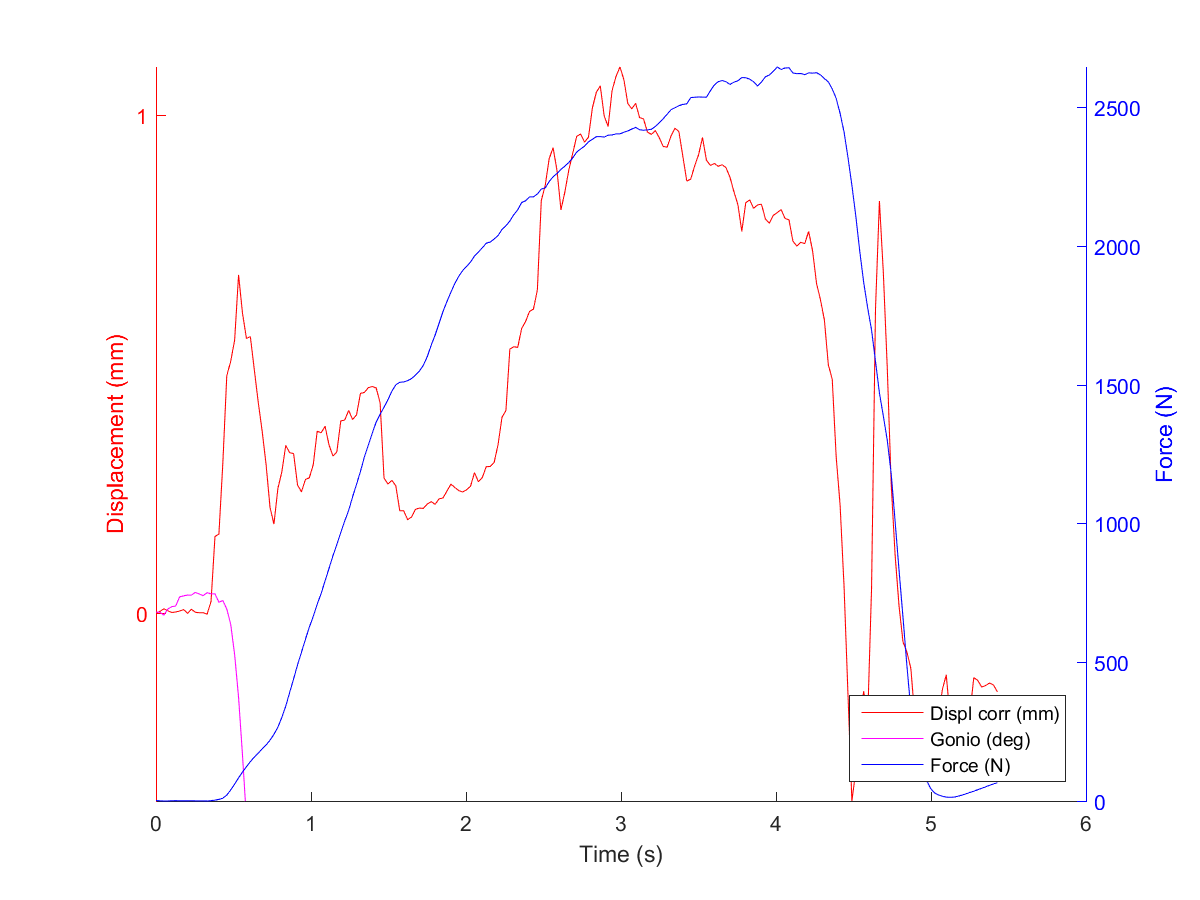 1
0
Displacement (mm)
2500
2000
1500
1000
500
0
Force (N)
Displ corr (mm)
Gonio (deg)
Force (N)
0 1 2 3 4 5 6
Time (s)